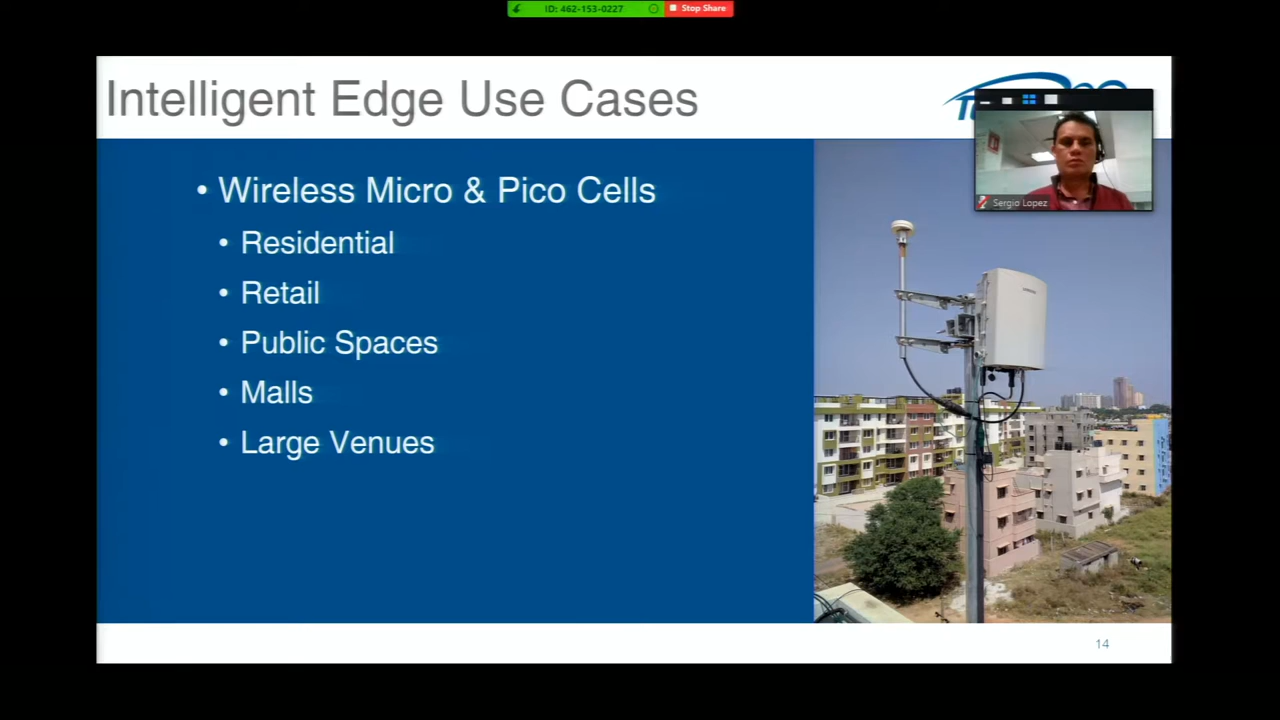 ID: 462-153-0227
Stop Share
Intelligent Edge Use Cases
Sergio Lopez
• Wireless Micro & Pico Cells
• Residential
• Retail
• Public Spaces
• Malls
• Large Venues
14